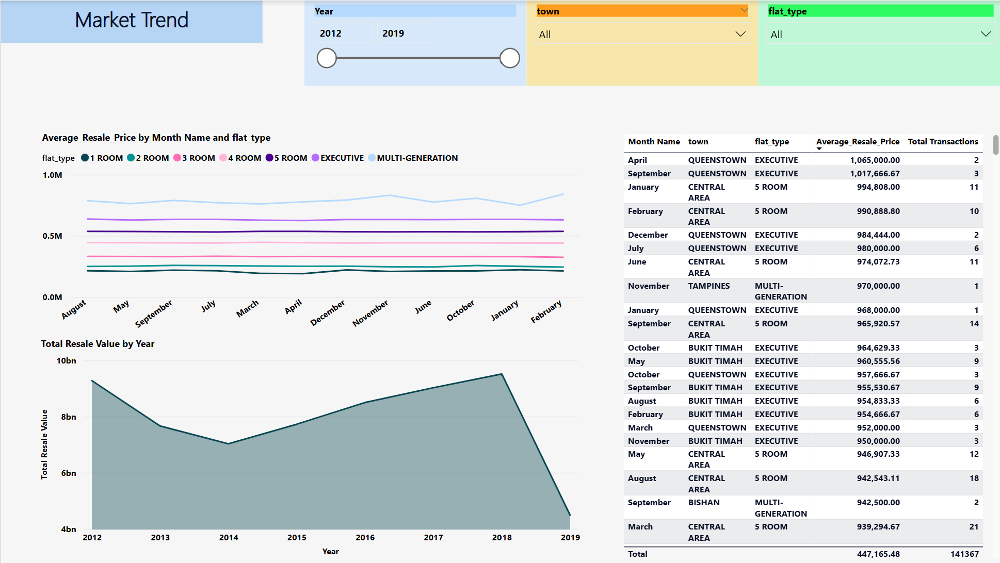 Market Trend
Year
2012 2019
town
All
flat_type
All
Average_Resale_Price by Month Name and flat_type
flat_type 1 ROOM 2 ROOM 3 ROOM 4 ROOM 5 ROOM EXECUTIVE MULTI-GENERATION
1.0M
0.5M
0.0M
August May September July March April December November June October January February
Total Resale Value by Year
Total Resale Value
10bn
8bn
6bn
4bn
2012 2013 2014 2015 2016 2017 2018 2019
Year
Month Name town flat_type Average_Resale_Price Total Transactions
April QUEENSTOWN EXECUTIVE 1,065,000.00 2
September QUEENSTOWN EXECUTIVE 1,017,666.67 3
January CENTRAL 5 ROOM 994,808.00 11
AREA
February CENTRAL 5 ROOM 990,888.80 10
AREA
December QUEENSTOWN EXECUTIVE 984,444.00 2
July QUEENSTOWN EXECUTIVE 980,000.00 6
June CENTRAL 5 ROOM 974,072.73 11
AREA
November TAMPINES MULTI- 970,000.00 1
GENERATION
January QUEENSTOWN EXECUTIVE 968,000.00 1
September CENTRAL 5 ROOM 965,920.57 14
AREA
October BUKIT TIMAH EXECUTIVE 964,629.33 3
May BUKIT TIMAH EXECUTIVE 960,555.56 9
October QUEENSTOWN EXECUTIVE 957,666.67 3
September BUKIT TIMAH EXECUTIVE 955,530.67 9
August BUKIT TIMAH EXECUTIVE 954,833.33 6
February BUKIT TIMAH EXECUTIVE 954,666.67 6
March QUEENSTOWN EXECUTIVE 952,000.00 3
November BUKIT TIMAH EXECUTIVE 950,000.00 3
May CENTRAL 5 ROOM 946,907.33 12
AREA
August CENTRAL 5 ROOM 942,543.11 18
AREA
September BISHAN MULTI- 942,500.00 2
GENERATION
March CENTRAL 5 ROOM 939,294.67 21
AREA
Total 447,165.48 141367